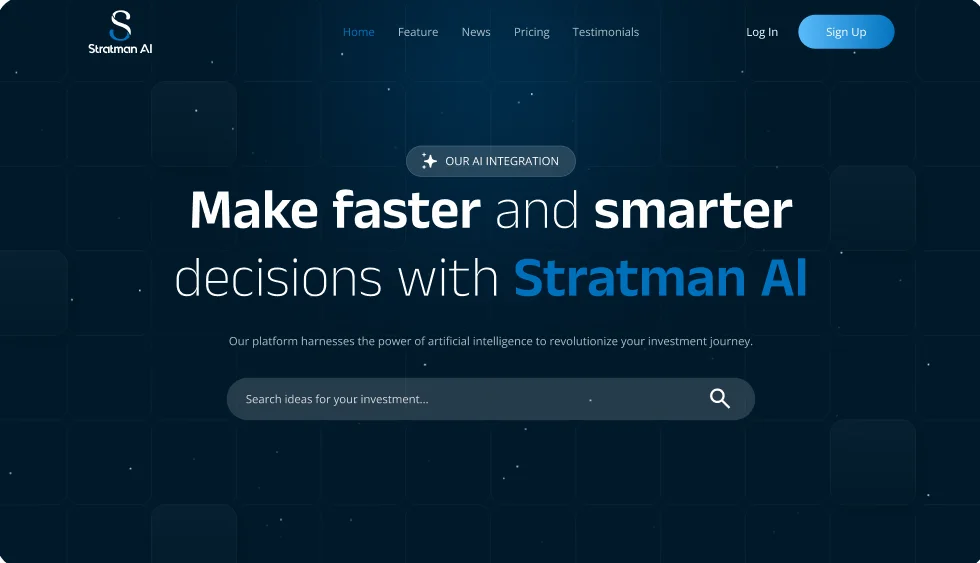 S
Stratman AI
Home
Feature
News
Pricing
Testimonials
Log In
Sign Up
OUR AI INTEGRATION
Make faster and smarter
decisions with Stratman AI
Our platform harnesses the power of artificial intelligence to revolutionize your investment journey.
Search ideas for your investment...